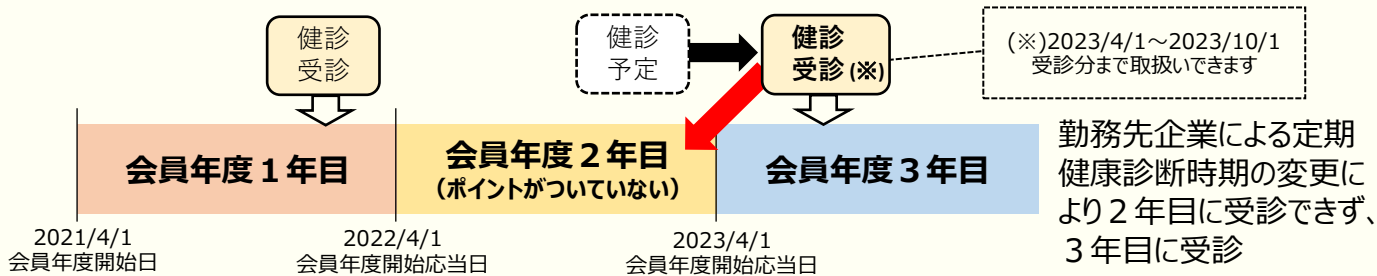 健診
受診
健診
予定
健診
受診(※)
(※)2023/4/1～2023/10/1
受診分まで取扱いできます
会員年度１年目
会員年度２年目
（ポイントがついていない）
会員年度３年目
勤務先企業による定期
健康診断時期の変更に
より２年目に受診できず、
３年目に受診
2021/4/1
会員年度開始日
2022/4/1
会員年度開始応当日
2023/4/1
会員年度開始応当日